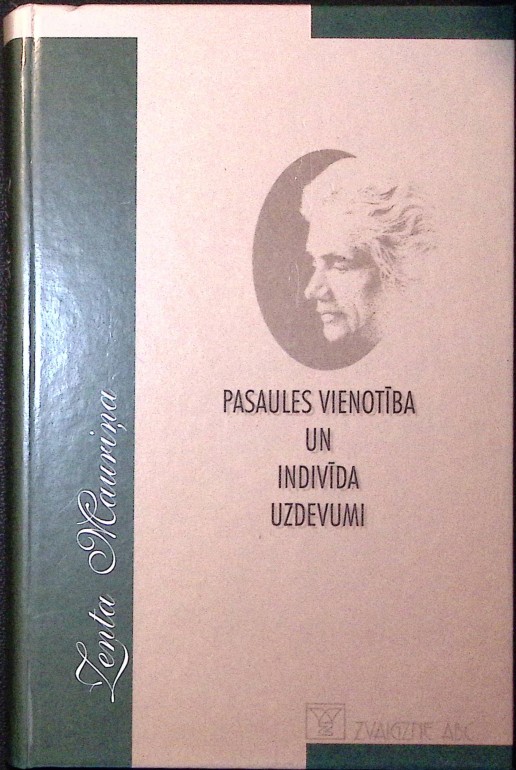 Zenta Mauriņa
PASAULES VIENOTĪBA
UN
INDIVĪDA
UZDEVUMI
ZVAIGZNE ABC